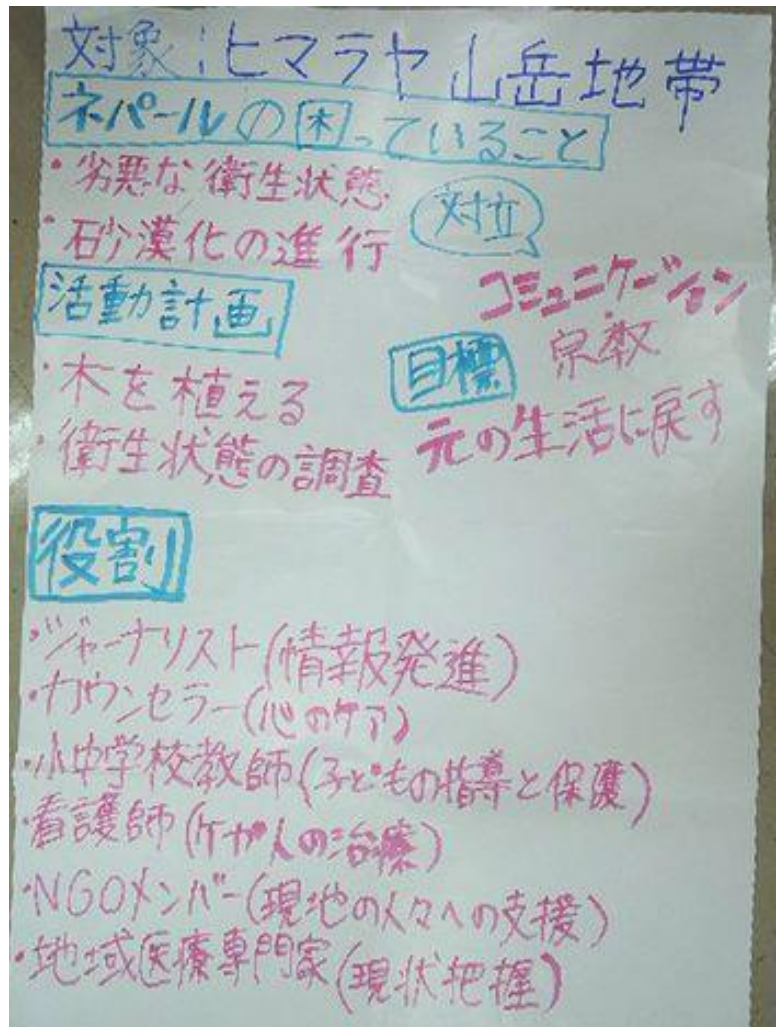 対象:ヒマラヤ山岳地帯
ネパールの困っていること
・劣悪な衛生状態
・砂漠化の進行
対立
コミュニケーション
宗教
活動計画
・木を植える
・衛生状態の調査
目標
元の生活に戻す
役割
・ジャーナリスト(情報発進)
・カウンセラー(心のケア)
・小中学校教師(子どもの指導と保護)
・看護師(ケガ人の治療)
・NGOメンバー(現地の人々への支援)
・地域医療専門家(現状把握)